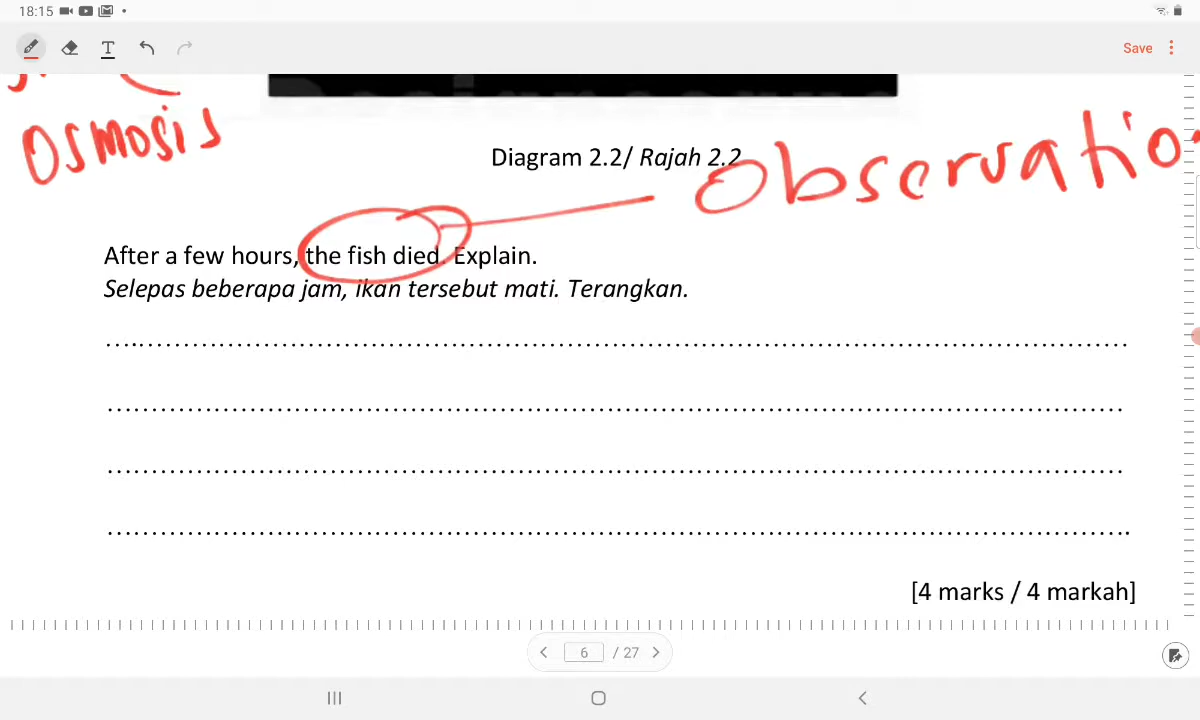 18:15
T
Save
osmosis
Diagram 2.2/ Rajah 2.2
Observatio
After a few hours, the fish died. Explain.
Selepas beberapa jam, ikan tersebut mati. Terangkan.
[4 marks / 4 markah]
6 / 27